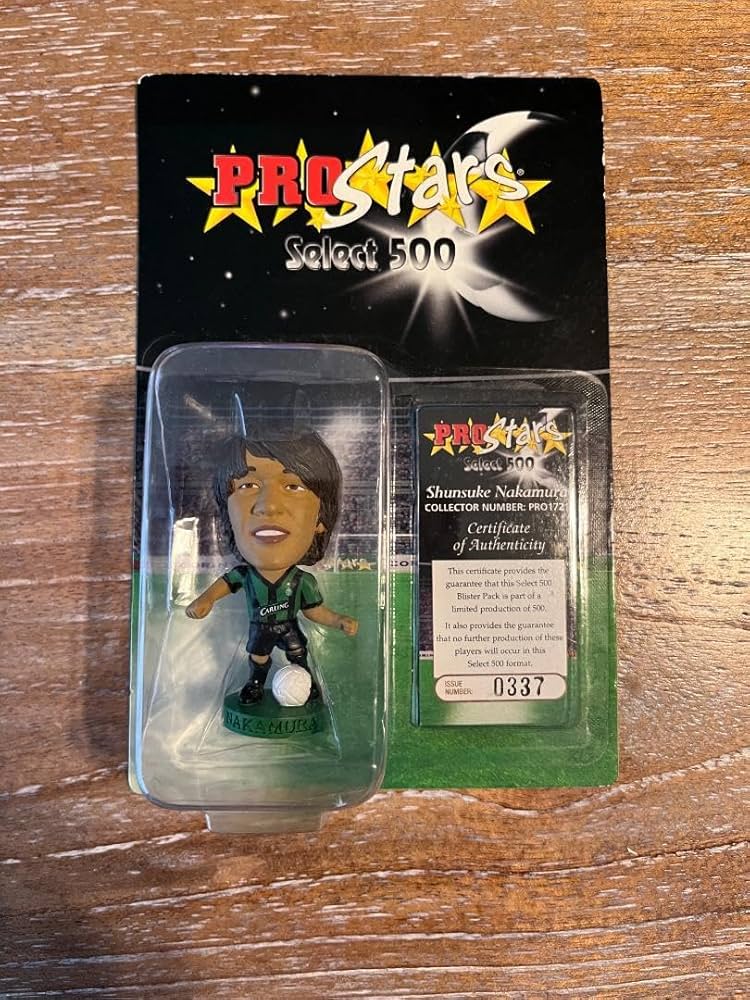 PRO Stars
Select 500
PRO Stars
Select 500
Shunsuke Nakamura
COLLECTOR NUMBER: PRO172
Certificate
of Authenticity
This certificate provides the
guarantee that this Select 500
Blister Pack is part of a
limited production of 500.
It also provides the guarantee
that no further production of these
players will occur in this
Select 500 format.
ISSUE
NUMBER: 0337
CARLING
NAKAMURA